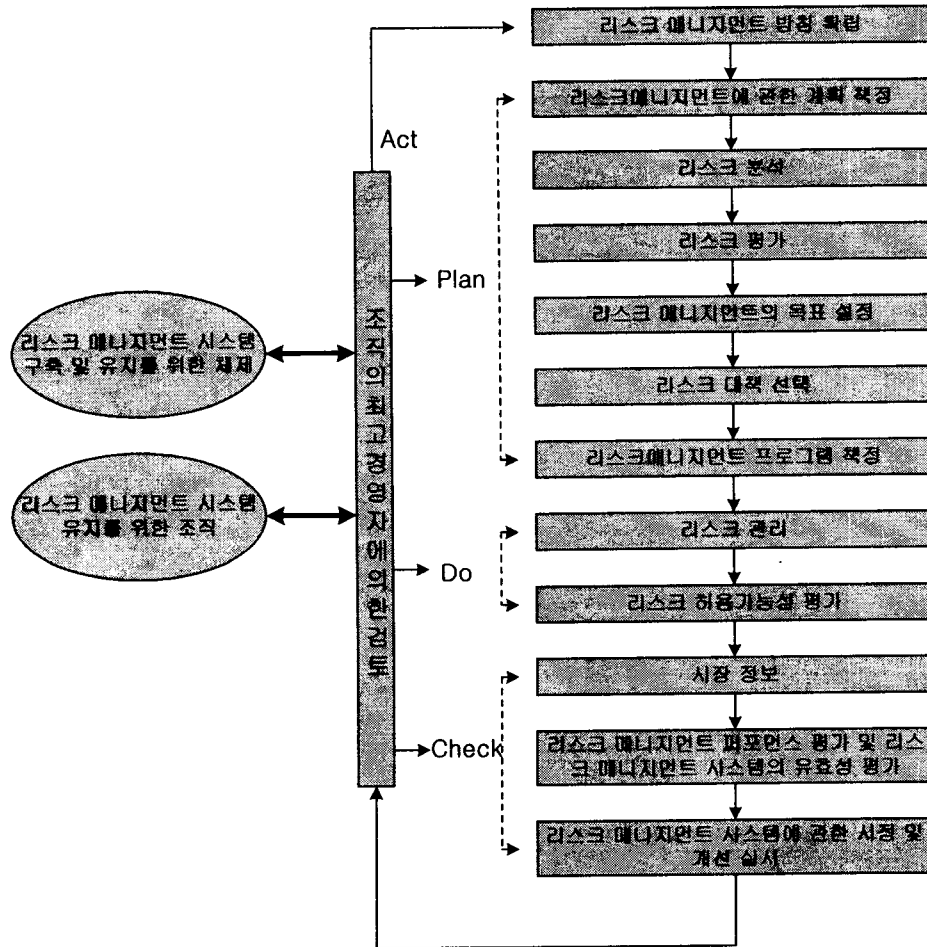 리스크 매니지먼트 방침 확립
리스크매니지먼트에 관한 계획 책정
Act
리스크 분석
리스크 평가
Plan
리스크 매니지먼트 시스템
구축 및 유지를 위한 체제
리스크 매니지먼트의 목표 설정
리스크 대책 선택
조직의최고경영자에의한검토
리스크매니지먼트 프로그램 책정
리스크 매니지먼트 시스템
유지를 위한 조직
리스크 관리
Do
리스크 허용가능성 평가
시장 정보
Check
리스크 매니지먼트 퍼포먼스 평가 및 리스
크 매니지먼트 시스템의 유효성 평가
리스크 매니지먼트 시스템에 관한 시정 및
개선 실시